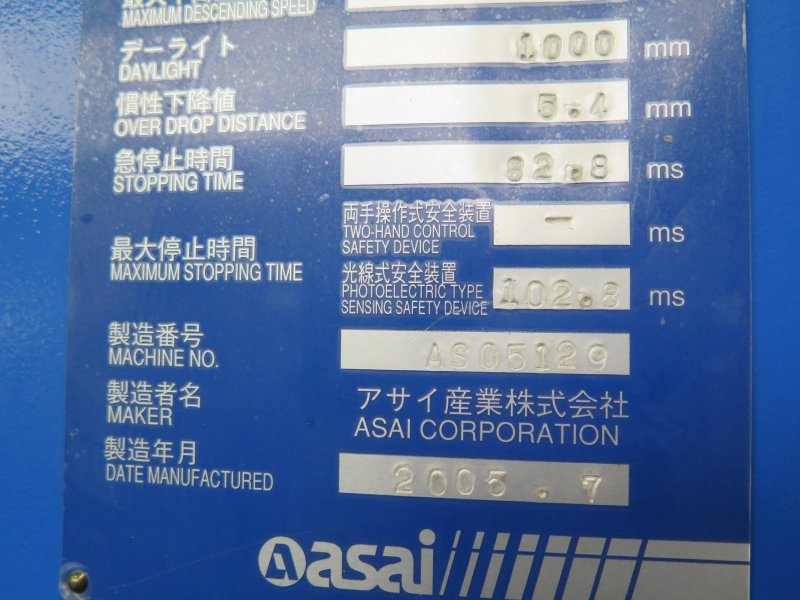 MAXIMUM DESCENDING SPEED
デーライト 1000 mm
DAYLIGHT
慣性下降値 5.4 mm
OVER DROP DISTANCE
急停止時間 82.8 ms
STOPPING TIME
両手操作式安全装置
TWO-HAND CONTROL
SAFETY DEVICE
- ms
最大停止時間
MAXIMUM STOPPING TIME
光線式安全装置
PHOTOELECTRIC TYPE
SENSING SAFETY DEVICE
102.8 ms
製造番号
MACHINE NO.
AS05129
製造者名
MAKER
アサイ産業株式会社
ASAI CORPORATION
製造年月
DATE MANUFACTURED
2005.7
asai